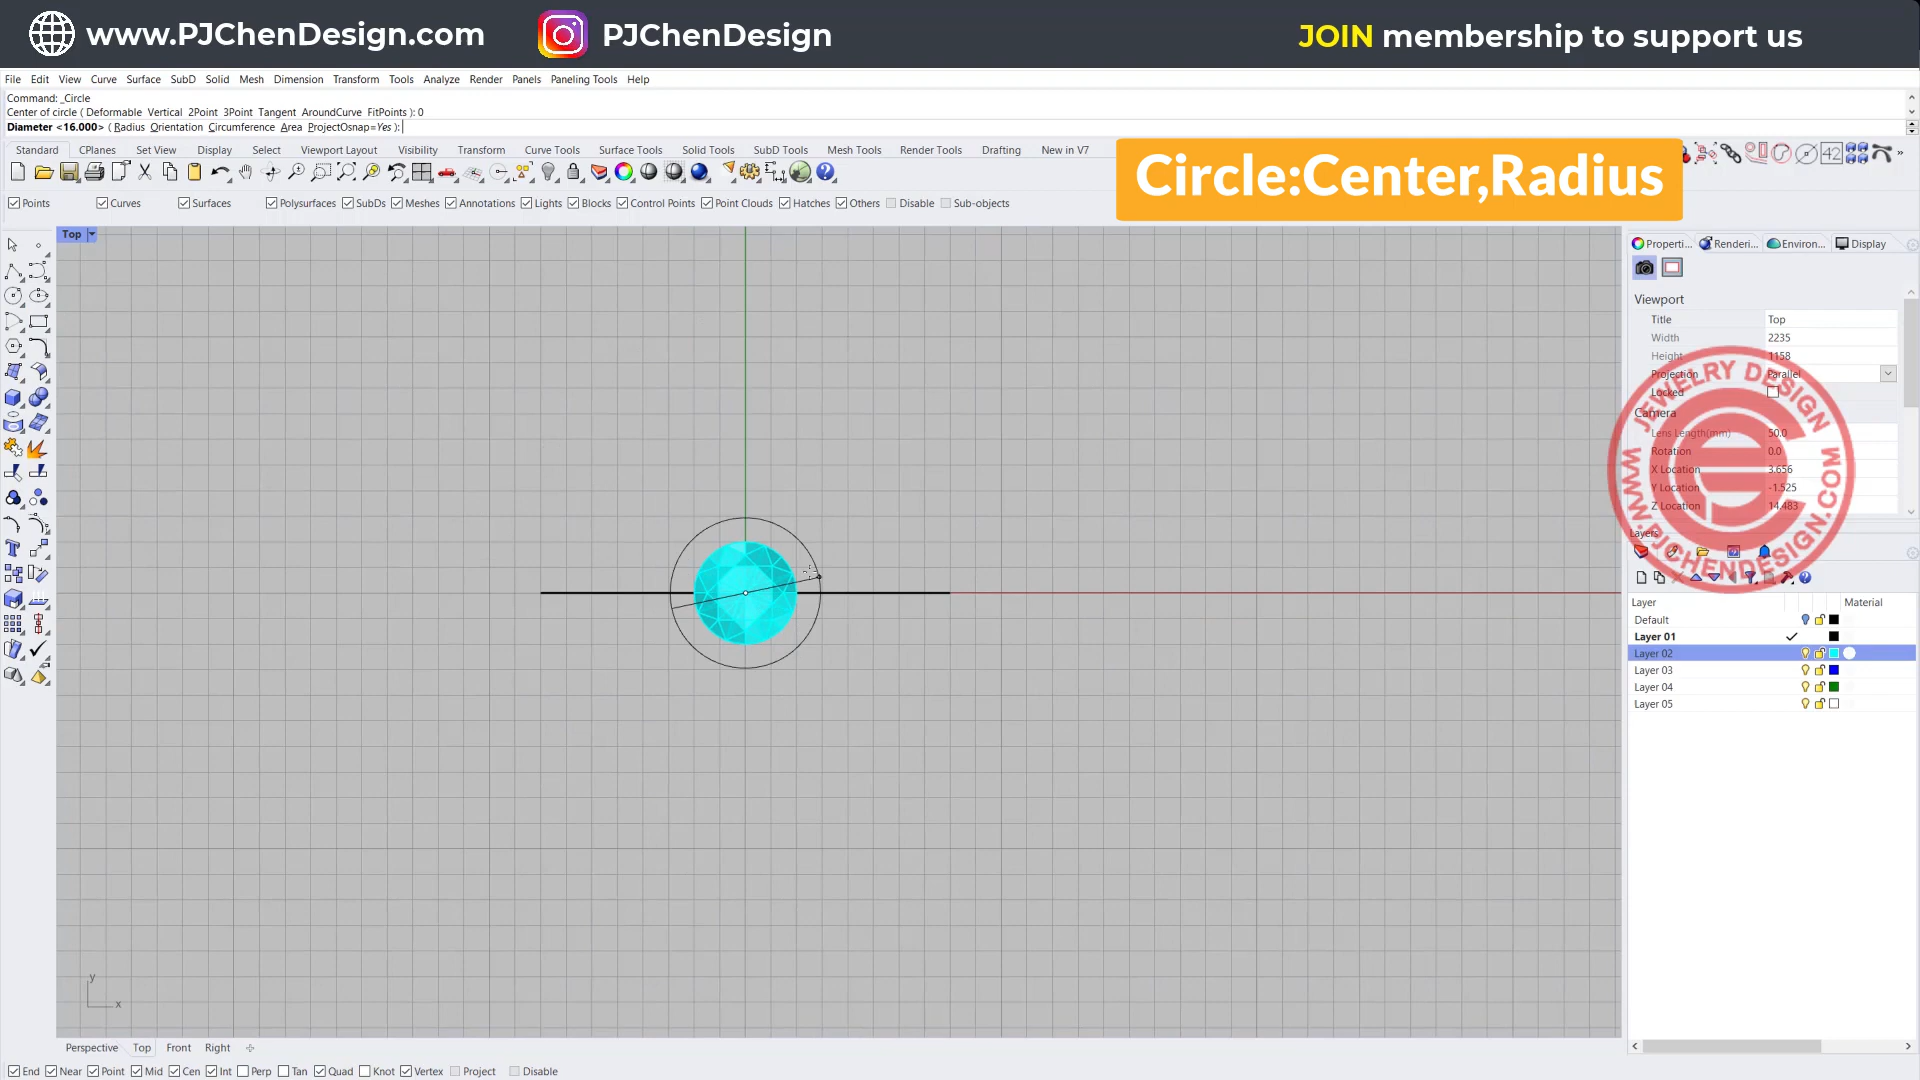 www.PJChenDesign.com PJChenDesign JOIN membership to support us
File Edit View Curve Surface SubD Solid Mesh Dimension Transform Tools Analyze Render Panels Paneling Tools Help
Command: _Circle
Center of circle ( Deformable Vertical 2Point 3Point Tangent AroundCurve FitPoints ): 0
Diameter <16.000> ( Radius Orientation Circumference Area ProjectOsnap=Yes ):
Standard CPlanes Set View Display Select Viewport Layout Visibility Transform Curve Tools Surface Tools Solid Tools SubD Tools Mesh Tools Render Tools Drafting New in V7
Circle:Center,Radius
42
Points Curves Surfaces Polysurfaces SubDs Meshes Annotations Lights Blocks Control Points Point Clouds Hatches Others Disable Sub-objects
Top
Properti... Renderi... Environ... Display
Viewport
Title Top
Width 2235
Height 1158
Projection Parallel
Locked
Camera
Lens Length(mm) 50.0
Rotation 0.0
X Location 3.656
Y Location -1.525
Z Location 14.483
JEWELRY DESIGN WWW.PJCHENDESIGN.COM
Layers
Layer Material
Default
Layer 01
Layer 02
Layer 03
Layer 04
Layer 05
y
x
Perspective Top Front Right
End Near Point Mid Cen Int Perp Tan Quad Knot Vertex Project Disable